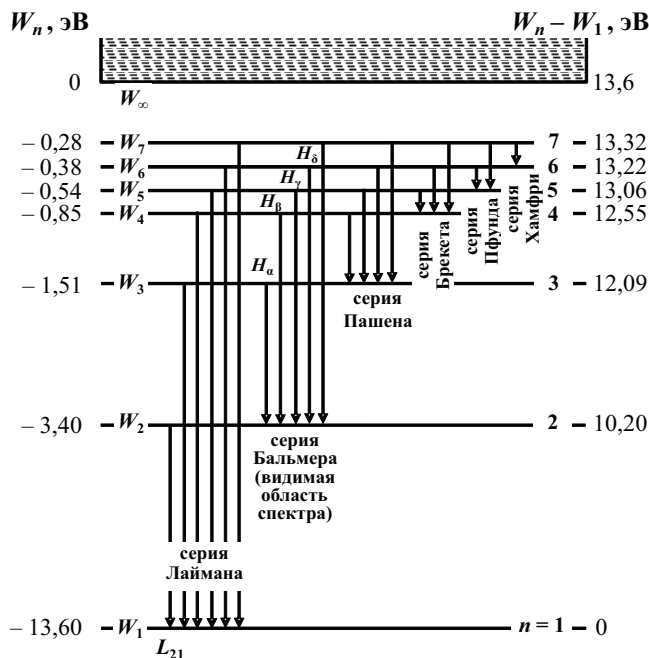 Wn , эВ
Wn – W1, эВ
0
W∞
13,6
– 0,28 W7 7 13,32
Hδ
– 0,38 W6 6 13,22
Hγ
– 0,54 W5 5 13,06
Hβ
– 0,85 W4 4 12,55
серия Хамфри
серия Пфунда
серия Брекета
Hα
– 1,51 W3 3 12,09
серия
Пашена
– 3,40 W2 2 10,20
серия
Бальмера
(видимая
область
спектра)
серия
Лаймана
– 13,60 W1 n = 1 0
L21